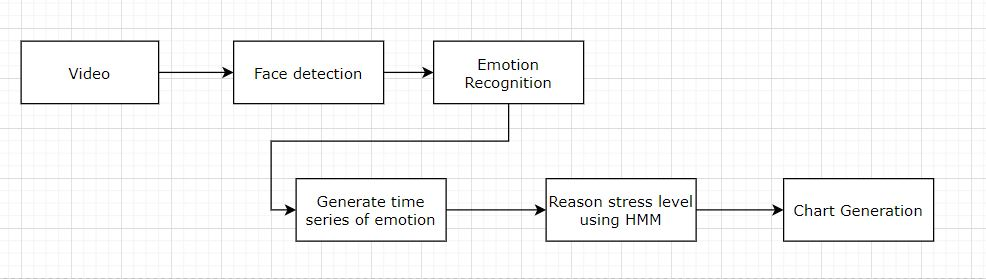 Video
Face detection
Emotion
Recognition
Generate time
series of emotion
Reason stress level
using HMM
Chart Generation